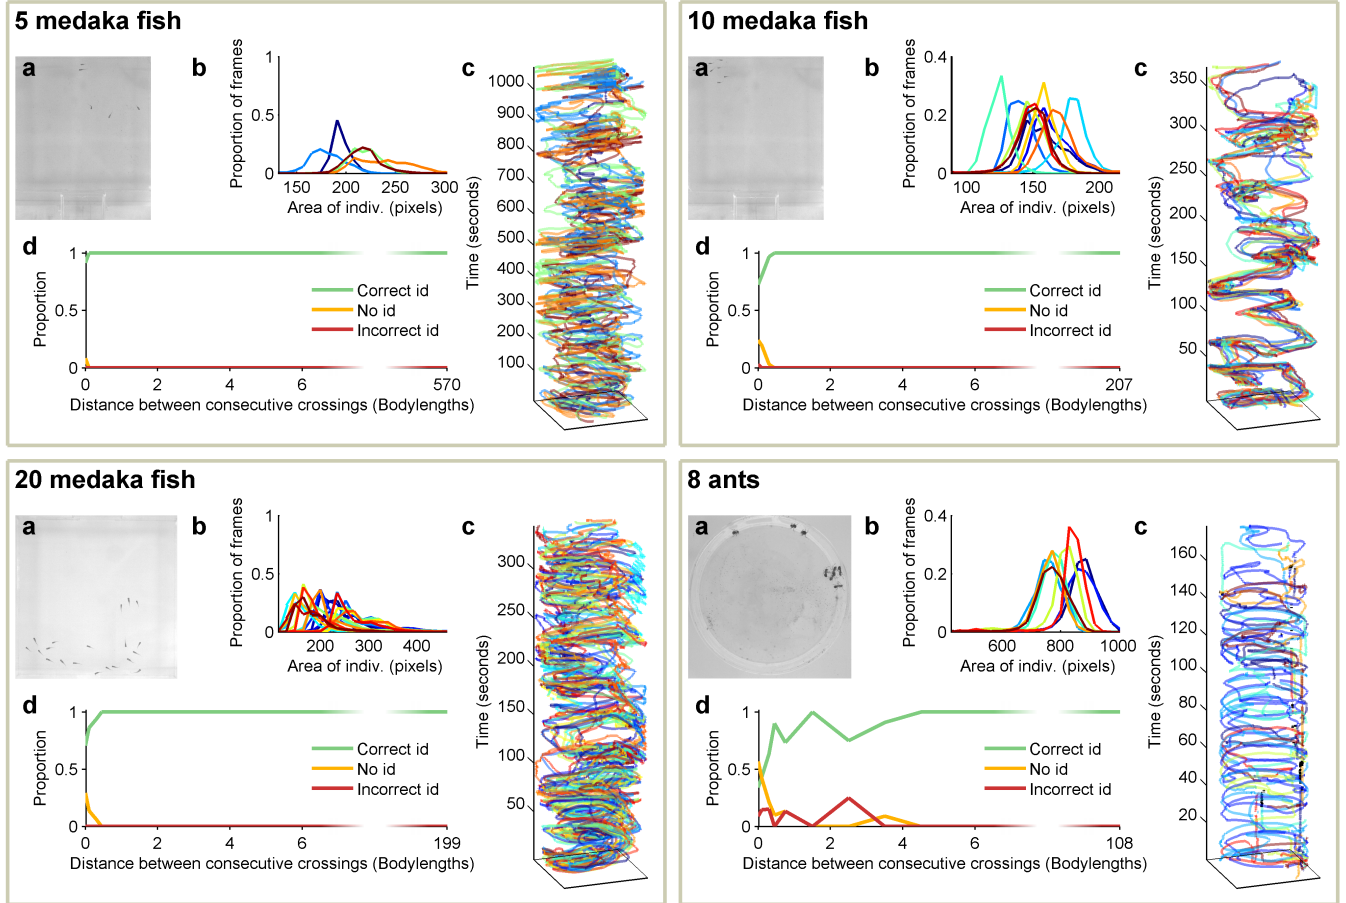 5 medaka fish
a
b
Proportion of frames
1
0.5
0
150 200 250 300
Area of indiv. (pixels)
c
Time (seconds)
1000
900
800
700
600
500
400
300
200
100
d
Proportion
1
0.5
0
Correct id
No id
Incorrect id
0 2 4 6 570
Distance between consecutive crossings (Bodylengths)
10 medaka fish
a
b
Proportion of frames
0.4
0.2
0
100 150 200
Area of indiv. (pixels)
c
Time (seconds)
350
300
250
200
150
100
50
d
Proportion
1
0.5
0
Correct id
No id
Incorrect id
0 2 4 6 207
Distance between consecutive crossings (Bodylengths)
20 medaka fish
a
b
Proportion of frames
1
0.5
0
200 300 400
Area of indiv. (pixels)
c
Time (seconds)
300
250
200
150
100
50
d
Proportion
1
0.5
0
Correct id
No id
Incorrect id
0 2 4 6 199
Distance between consecutive crossings (Bodylengths)
8 ants
a
b
Proportion of frames
0.4
0.2
0
600 800 1000
Area of indiv. (pixels)
c
Time (seconds)
160
140
120
100
80
60
40
20
d
Proportion
1
0.5
0
Correct id
No id
Incorrect id
0 2 4 6 108
Distance between consecutive crossings (Bodylengths)